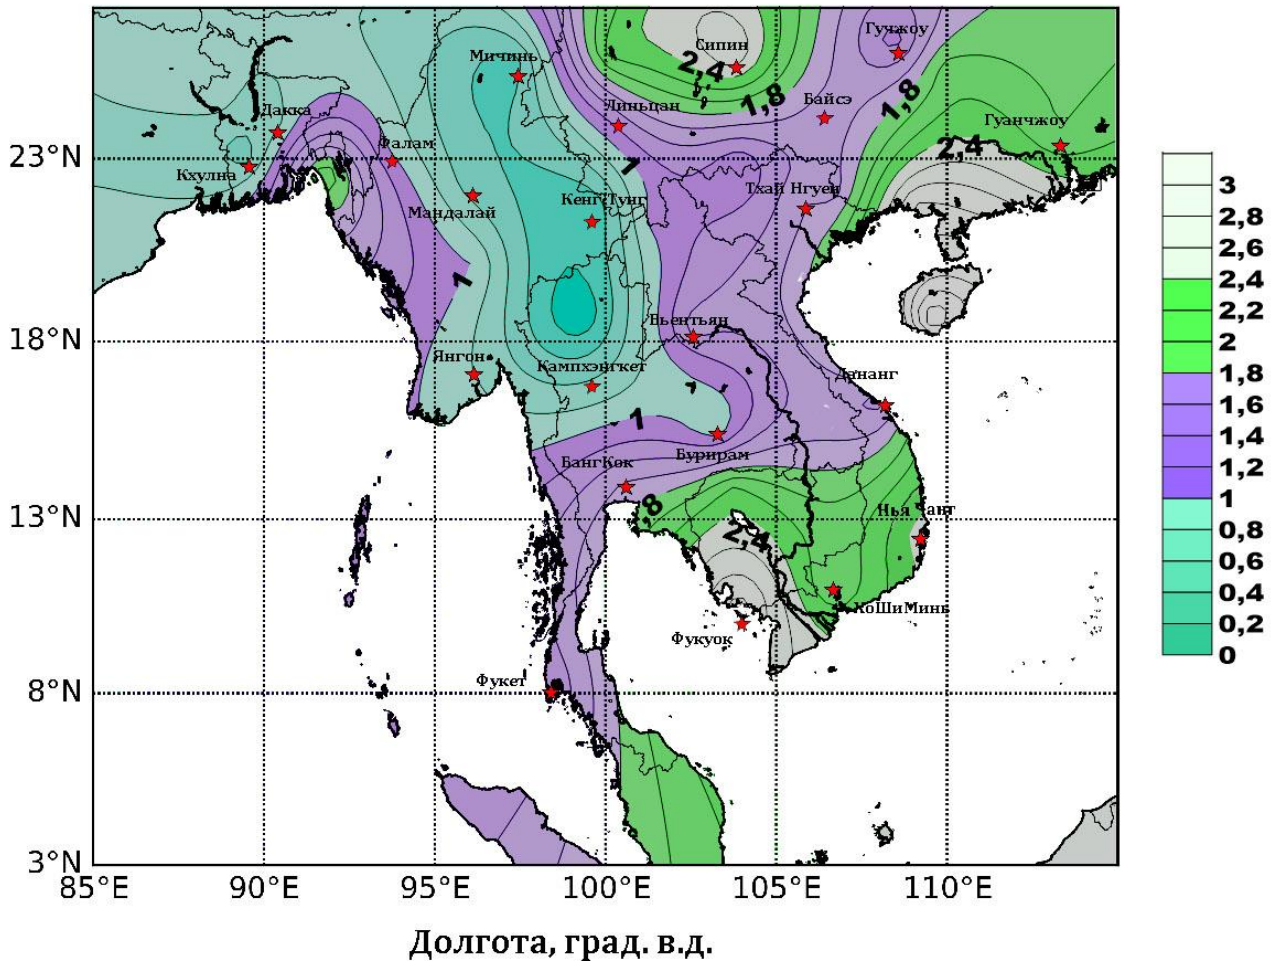 Гучжоу
Сипин
Мичинь
2,4
1,8
1,8
Линьцан
Байсэ
Дакка
Гуанчжоу
Фалам
2,4
23°N
1
Кхулна
3
Тхай Нгуен
Кенг Тунг
Мандалай
2,8
2,6
1
2,4
2,2
Вьентьян
2
18°N
Янгон
Кампхэнгкет
Дананг
1,8
1,6
1
1,4
Бурирам
БангКок
1,2
1
1,8
Нья Чанг
13°N
2,4
0,8
0,6
0,4
ХоШиМинь
0,2
Фукуок
0
Фукет
8°N
3°N
85°E
90°E
95°E
100°E
105°E
110°E
Долгота, град. в.д.